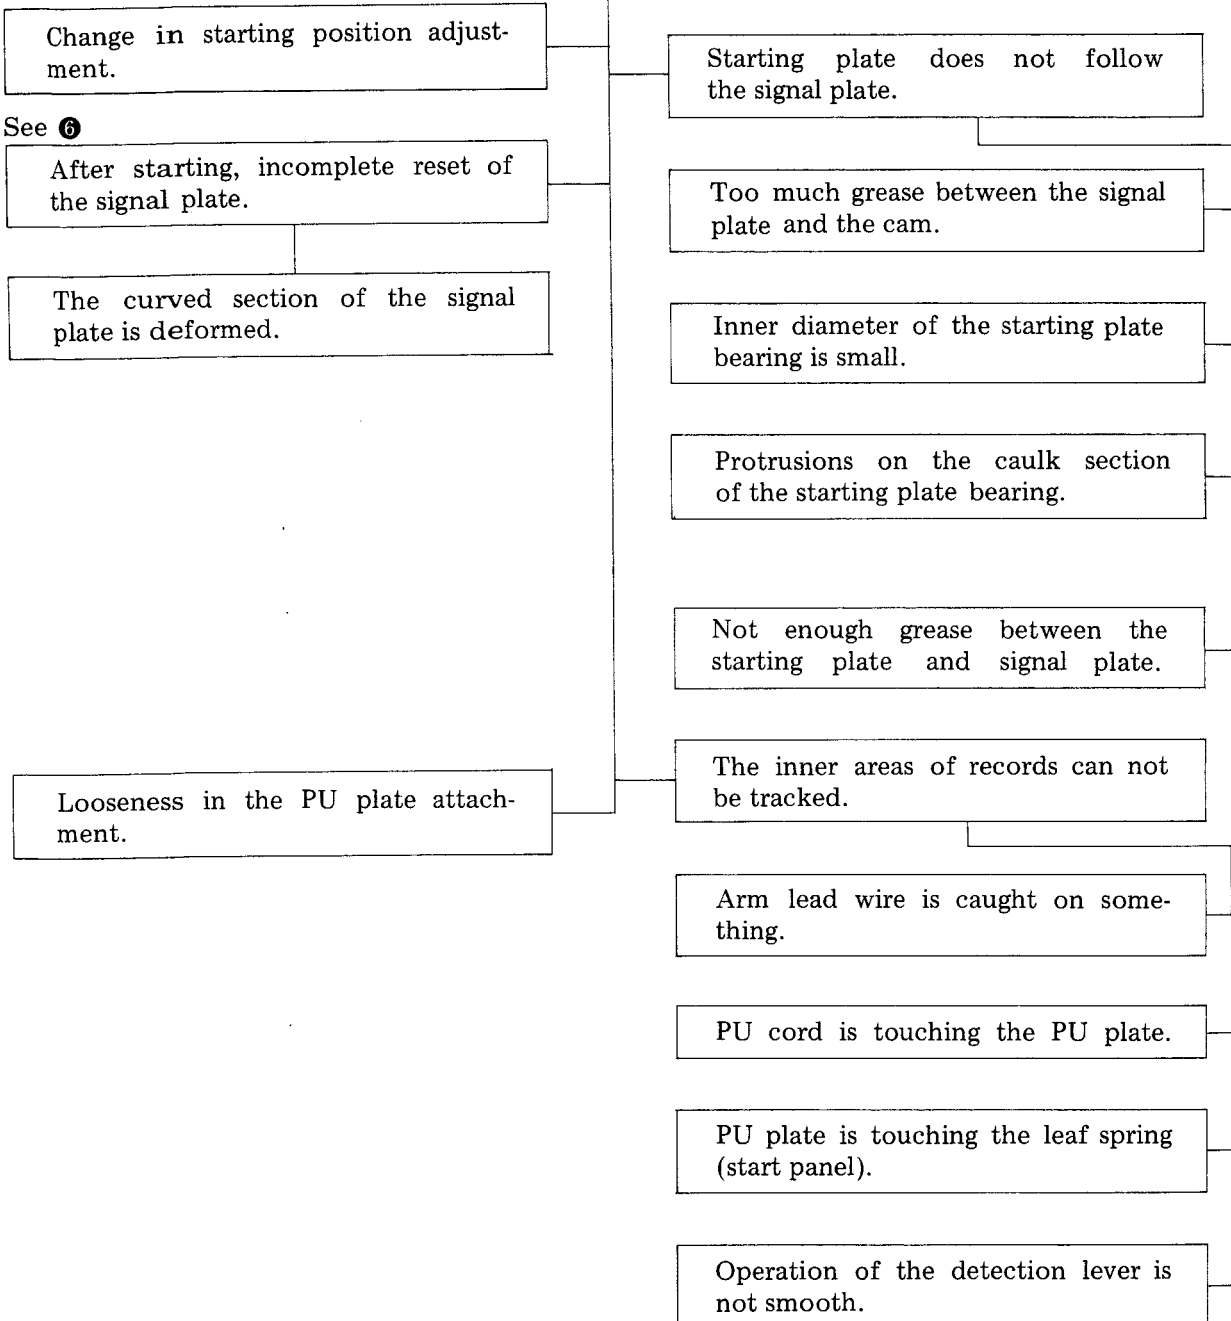 Change in starting position adjust-
ment.
See ❻
After starting, incomplete reset of
the signal plate.
The curved section of the signal
plate is deformed.
Looseness in the PU plate attach-
ment.
Starting plate does not follow
the signal plate.
Too much grease between the signal
plate and the cam.
Inner diameter of the starting plate
bearing is small.
Protrusions on the caulk section
of the starting plate bearing.
Not enough grease between the
starting plate and signal plate.
The inner areas of records can not
be tracked.
Arm lead wire is caught on some-
thing.
PU cord is touching the PU plate.
PU plate is touching the leaf spring
(start panel).
Operation of the detection lever is
not smooth.